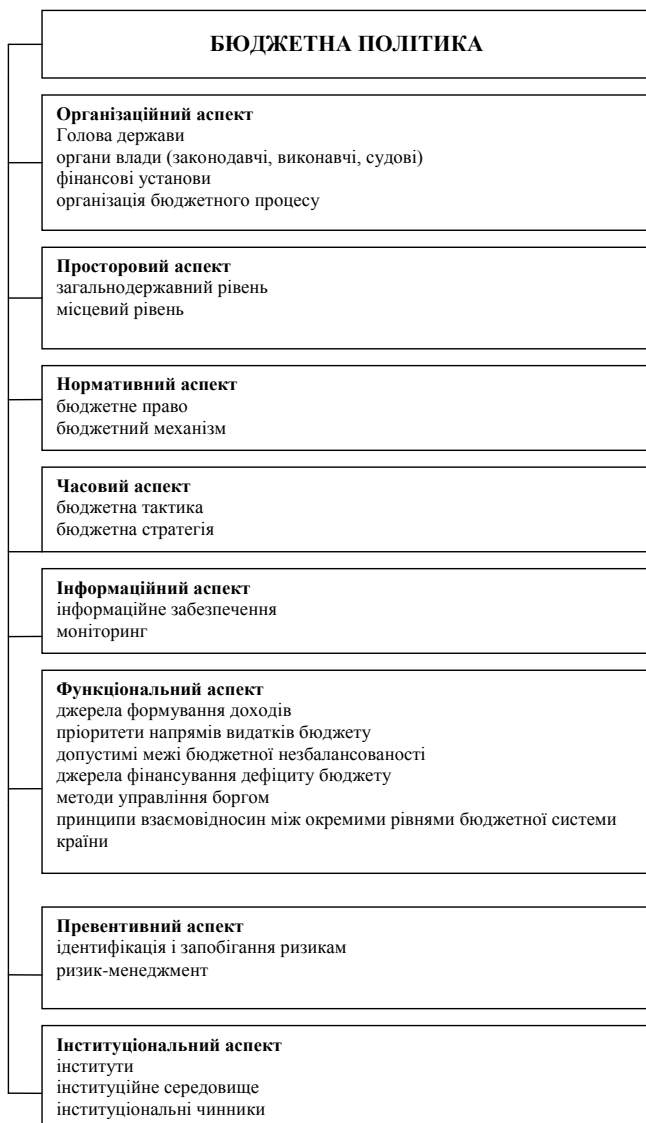 БЮДЖЕТНА ПОЛІТИКА
Організаційний аспект
Голова держави
органи влади (законодавчі, виконавчі, судові)
фінансові установи
організація бюджетного процесу
Просторовий аспект
загальнодержавний рівень
місцевий рівень
Нормативний аспект
бюджетне право
бюджетний механізм
Часовий аспект
бюджетна тактика
бюджетна стратегія
Інформаційний аспект
інформаційне забезпечення
моніторинг
Функціональний аспект
джерела формування доходів
пріоритети напрямів видатків бюджету
допустимі межі бюджетної незбалансованості
джерела фінансування дефіциту бюджету
методи управління боргом
принципи взаємовідносин між окремими рівнями бюджетної системи
країни
Превентивний аспект
ідентифікація і запобігання ризикам
ризик-менеджмент
Інституціональний аспект
інститути
інституційне середовище
інституціональні чинники